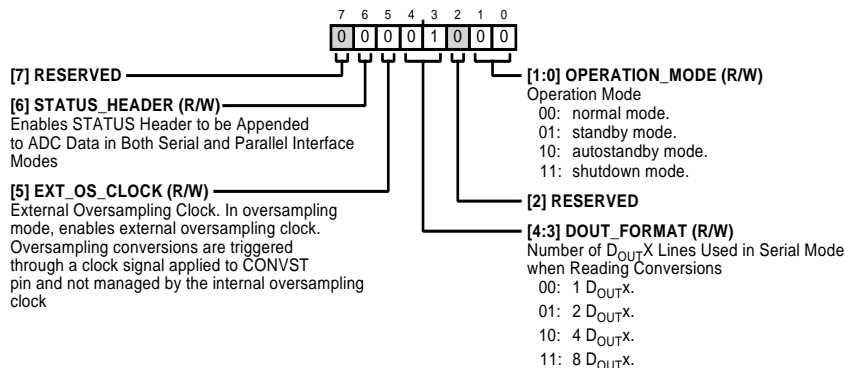 7 6 5 4 3 2 1 0
0 0 0 0 1 0 0 0
[7] RESERVED
[6] STATUS_HEADER (R/W)
Enables STATUS Header to be Appended
to ADC Data in Both Serial and Parallel Interface
Modes
[5] EXT_OS_CLOCK (R/W)
External Oversampling Clock. In oversampling
mode, enables external oversampling clock.
Oversampling conversions are triggered
through a clock signal applied to CONVST
pin and not managed by the internal oversampling
clock
[1:0] OPERATION_MODE (R/W)
Operation Mode
00: normal mode.
01: standby mode.
10: autostandby mode.
11: shutdown mode.
[2] RESERVED
[4:3] DOUT_FORMAT (R/W)
Number of DOUTX Lines Used in Serial Mode
when Reading Conversions
00: 1 DOUTx.
01: 2 DOUTx.
10: 4 DOUTx.
11: 8 DOUTx.